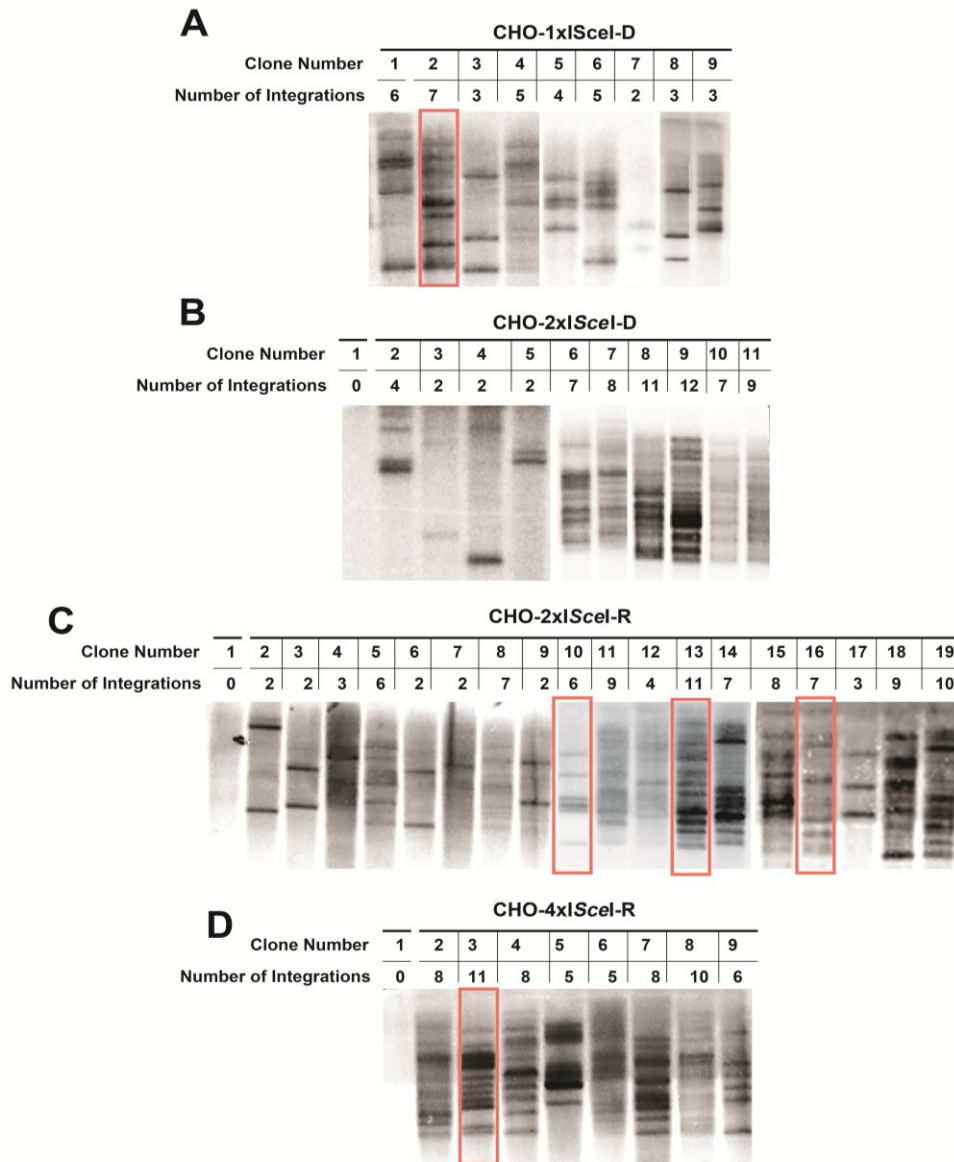 A
CHO-1xISceI-D
Clone Number 1 2 3 4 5 6 7 8 9
Number of Integrations 6 7 3 5 4 5 2 3 3
B
CHO-2xISceI-D
Clone Number 1 2 3 4 5 6 7 8 9 10 11
Number of Integrations 0 4 2 2 2 7 8 11 12 7 9
C
CHO-2xISceI-R
Clone Number 1 2 3 4 5 6 7 8 9 10 11 12 13 14 15 16 17 18 19
Number of Integrations 0 2 2 3 6 2 2 7 2 6 9 4 11 7 8 7 3 9 10
D
CHO-4xISceI-R
Clone Number 1 2 3 4 5 6 7 8 9
Number of Integrations 0 8 11 8 5 5 8 10 6